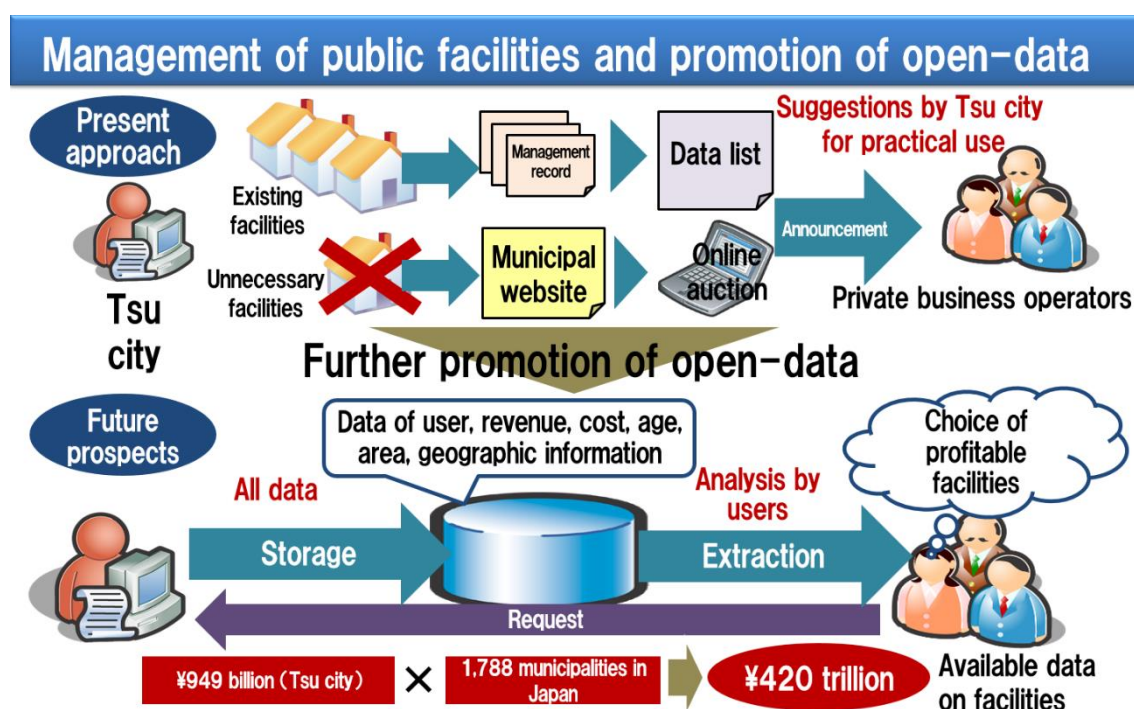 Management of public facilities and promotion of open-data
Present
approach
Tsu
city
Existing
facilities
Management
record
Data list
Suggestions by Tsu city
for practical use
Unnecessary
facilities
Municipal
website
Online
auction
Announcement
Private business operators
Further promotion of open-data
Future
prospects
Data of user, revenue, cost, age,
area, geographic information
Choice of
profitable
facilities
All data
Storage
Analysis by
users
Extraction
Request
¥949 billion (Tsu city)
×
1,788 municipalities in
Japan
¥420 trillion
Available data
on facilities